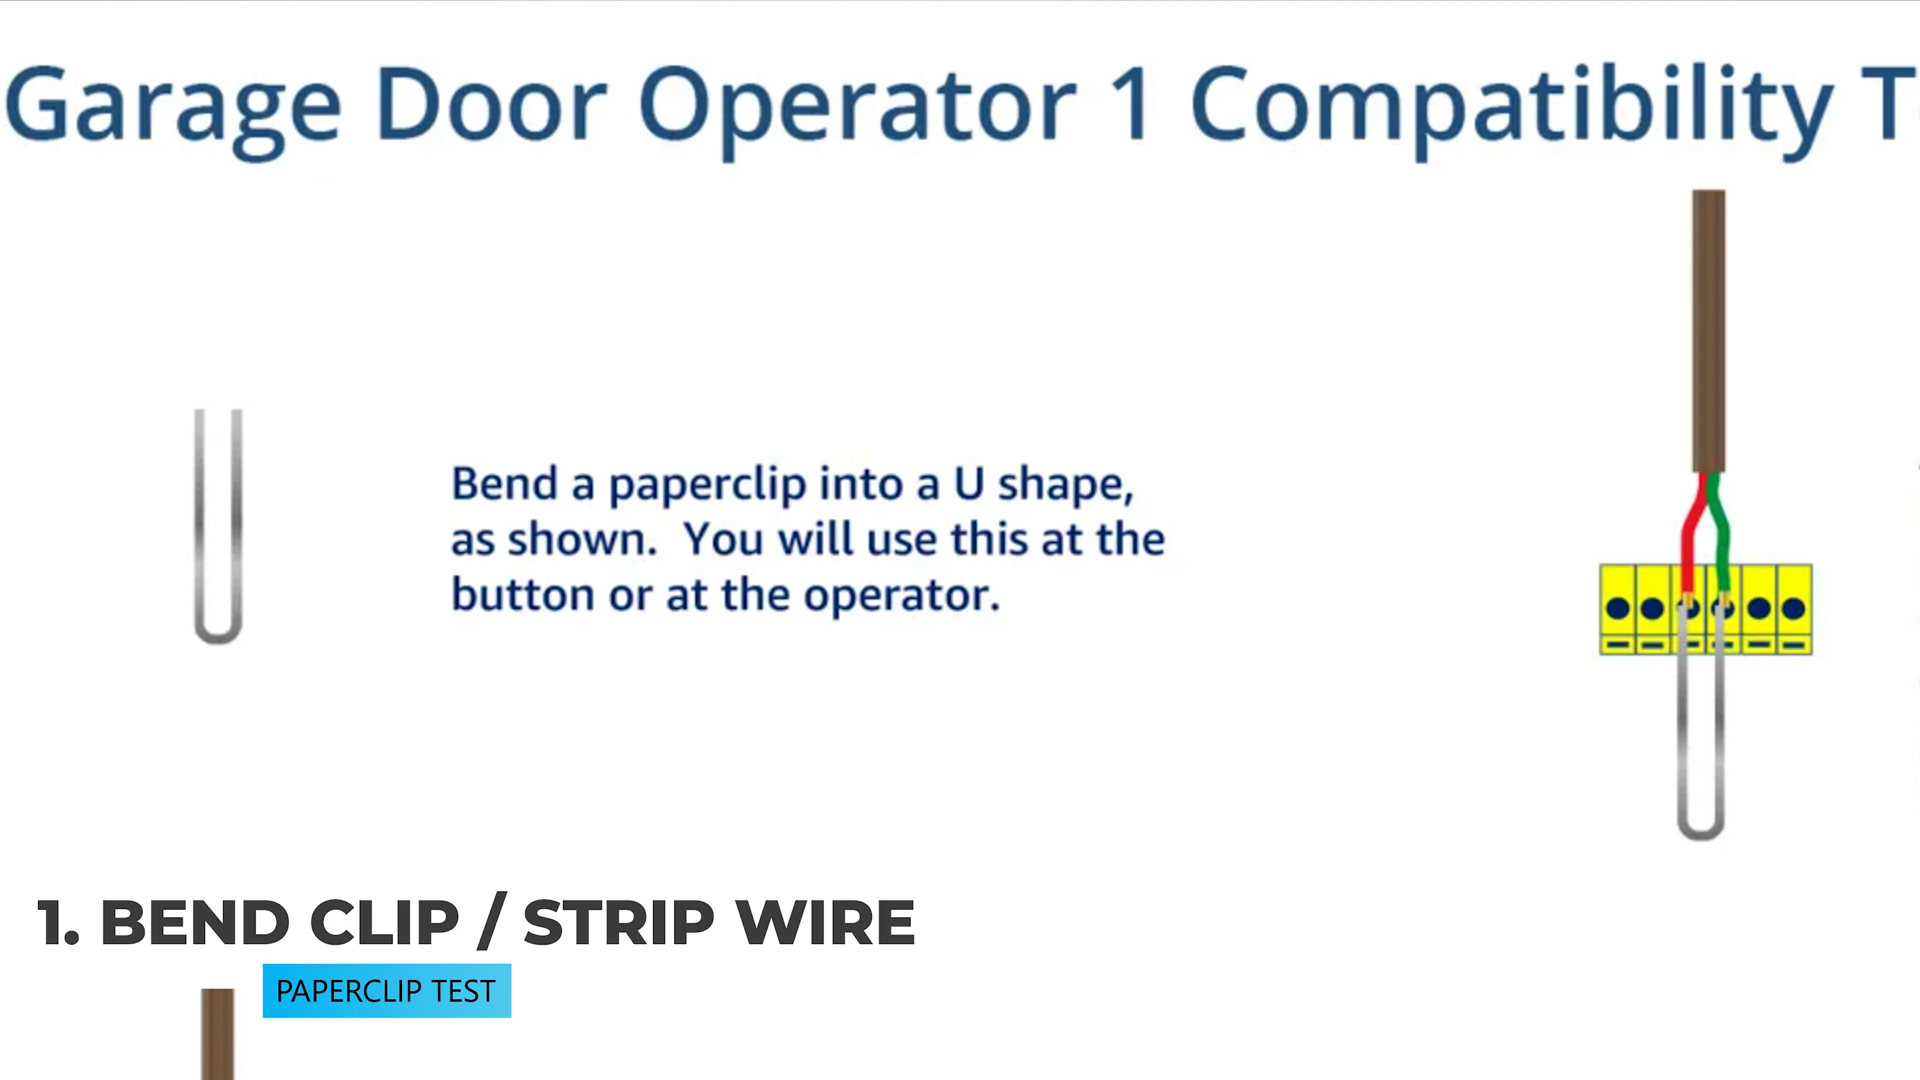 Garage Door Operator 1 Compatibility T
Bend a paperclip into a U shape,
as shown.  You will use this at the
button or at the operator.
1. BEND CLIP / STRIP WIRE
PAPERCLIP TEST